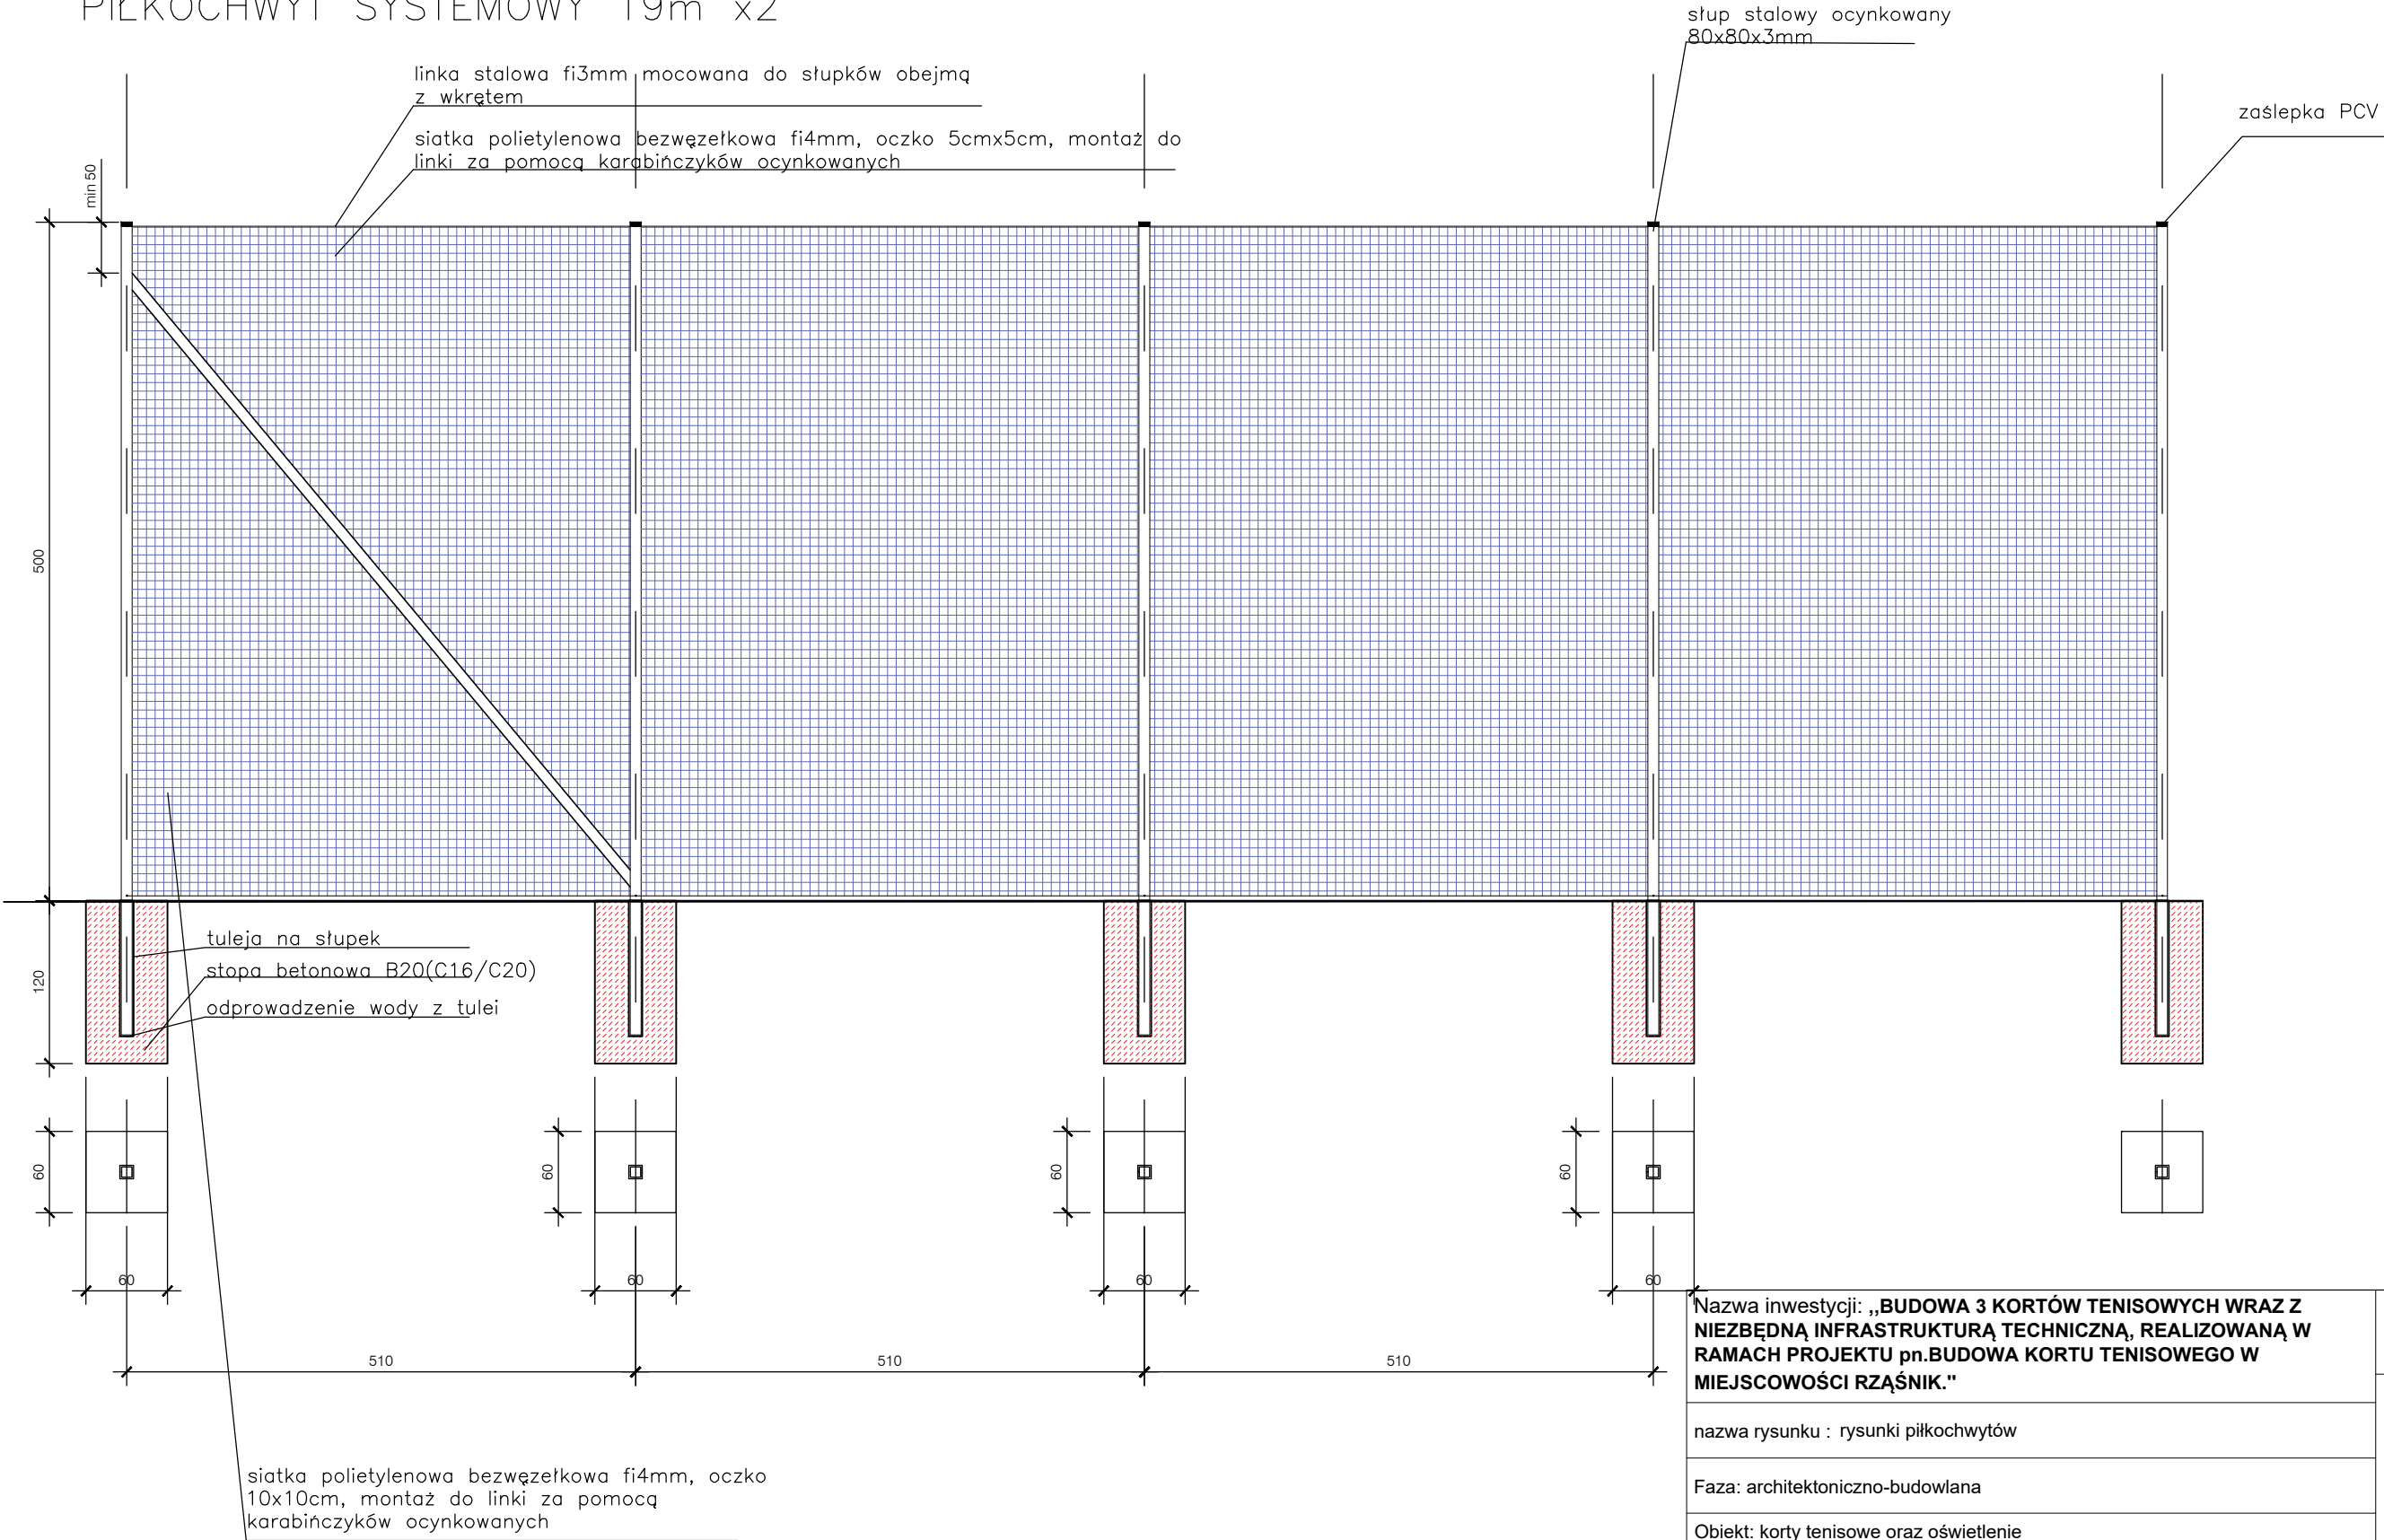 PIŁKOCHWYT SYSTEMOWY 19m x2
słup stalowy ocynkowany
80x80x3mm
linka stalowa fi3mm mocowana do słupków obejmą
z wkrętem
zaślepka PCV
siatka polietylenowa bezwęzełkowa fi4mm, oczko 5cmx5cm, montaż do
linki za pomocą karabińczyków ocynkowanych
min 50
500
tuleja na słupek
stopa betonowa B20(C16/C20)
odprowadzenie wody z tulei
120
60
60
60
60
60
60
60
60
510
510
510
Nazwa inwestycji: ,,BUDOWA 3 KORTÓW TENISOWYCH WRAZ Z
NIEZBĘDNĄ INFRASTRUKTURĄ TECHNICZNĄ, REALIZOWANĄ W
RAMACH PROJEKTU pn.BUDOWA KORTU TENISOWEGO W
MIEJSCOWOŚCI RZĄŚNIK."
nazwa rysunku : rysunki piłkochwytów
Faza: architektoniczno-budowlana
Obiekt: korty tenisowe oraz oświetlenie
siatka polietylenowa bezwęzełkowa fi4mm, oczko
10x10cm, montaż do linki za pomocą
karabińczyków ocynkowanych